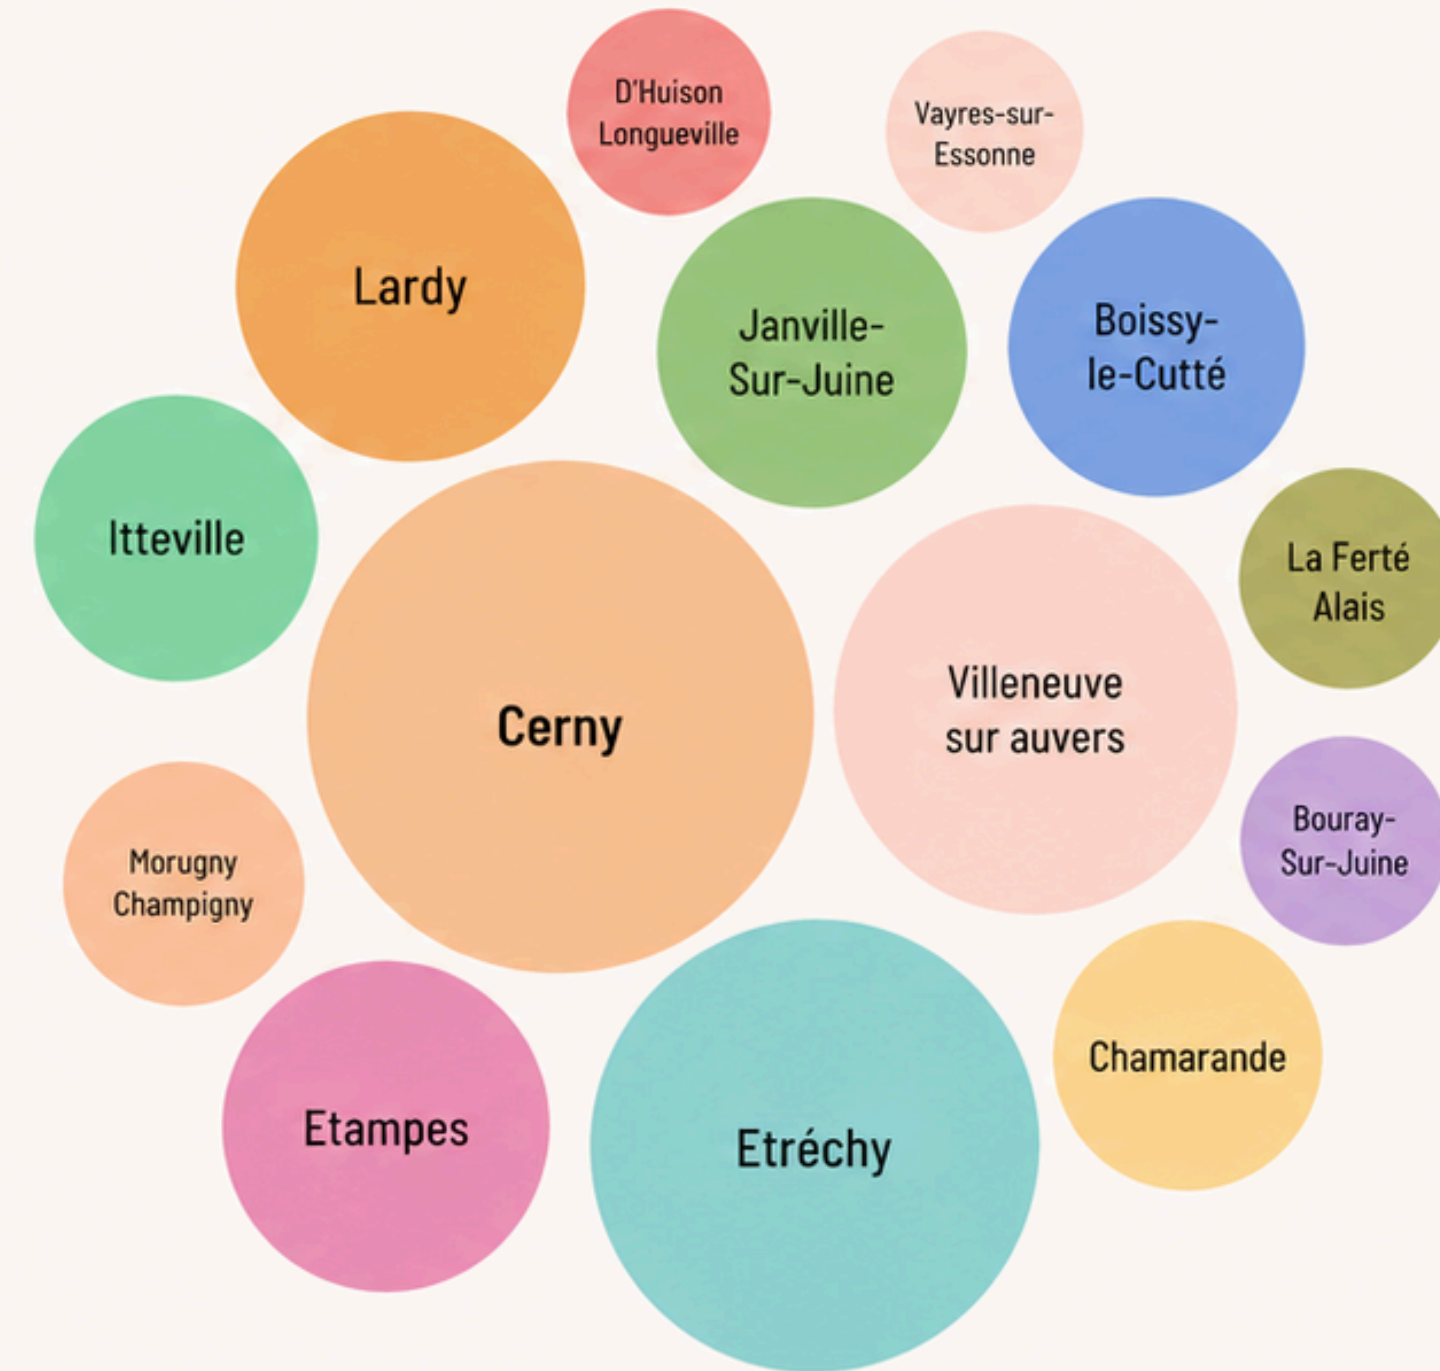 D'Huison
Longueville
Vayres-sur-
Essonne
Lardy
Janville-
Sur-Juine
Boissy-
le-Cutté
Itteville
La Ferté
Alais
Cerny
Villeneuve
sur auvers
Morugny
Champigny
Bouray-
Sur-Juine
Etampes
Etréchy
Chamarande